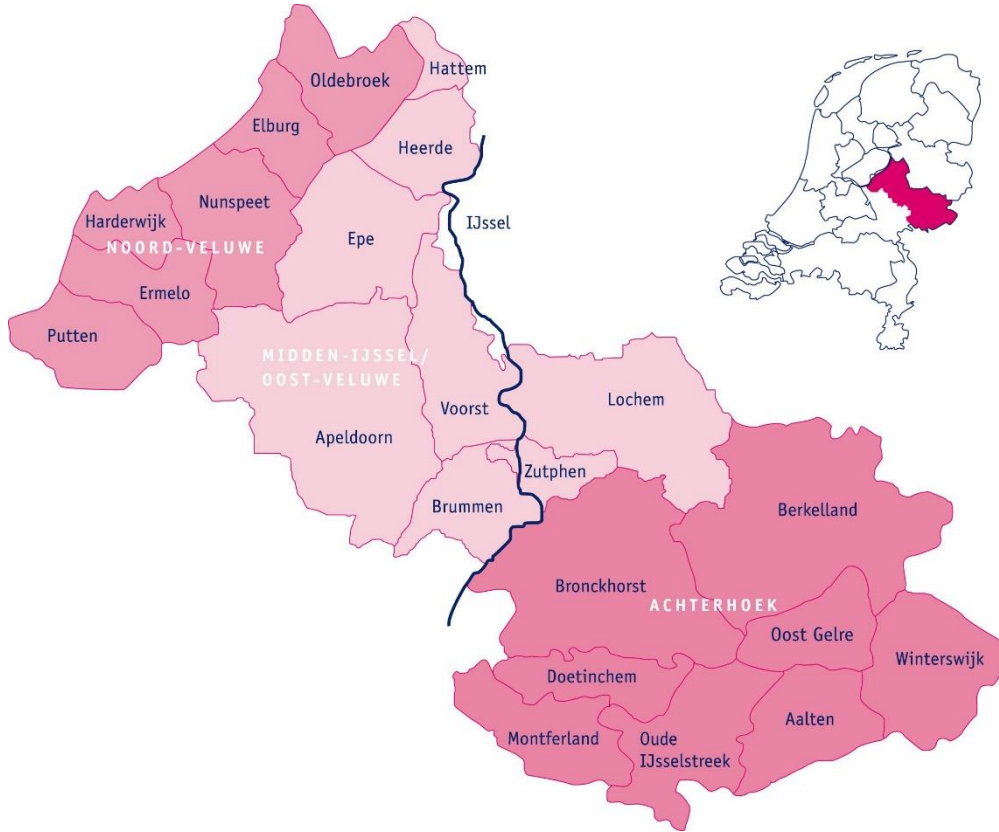 Hattem
Oldebroek
Elburg
Heerde
Nunspeet
Harderwijk
IJssel
Epe
NOORD-VELUWE
Ermelo
Putten
MIDDEN-IJSSEL/
OOST-VELUWE
Lochem
Voorst
Apeldoorn
Zutphen
Brummen
Berkelland
Bronckhorst
ACHTERHOEK
Oost Gelre
Winterswijk
Doetinchem
Aalten
Montferland
Oude
IJsselstreek